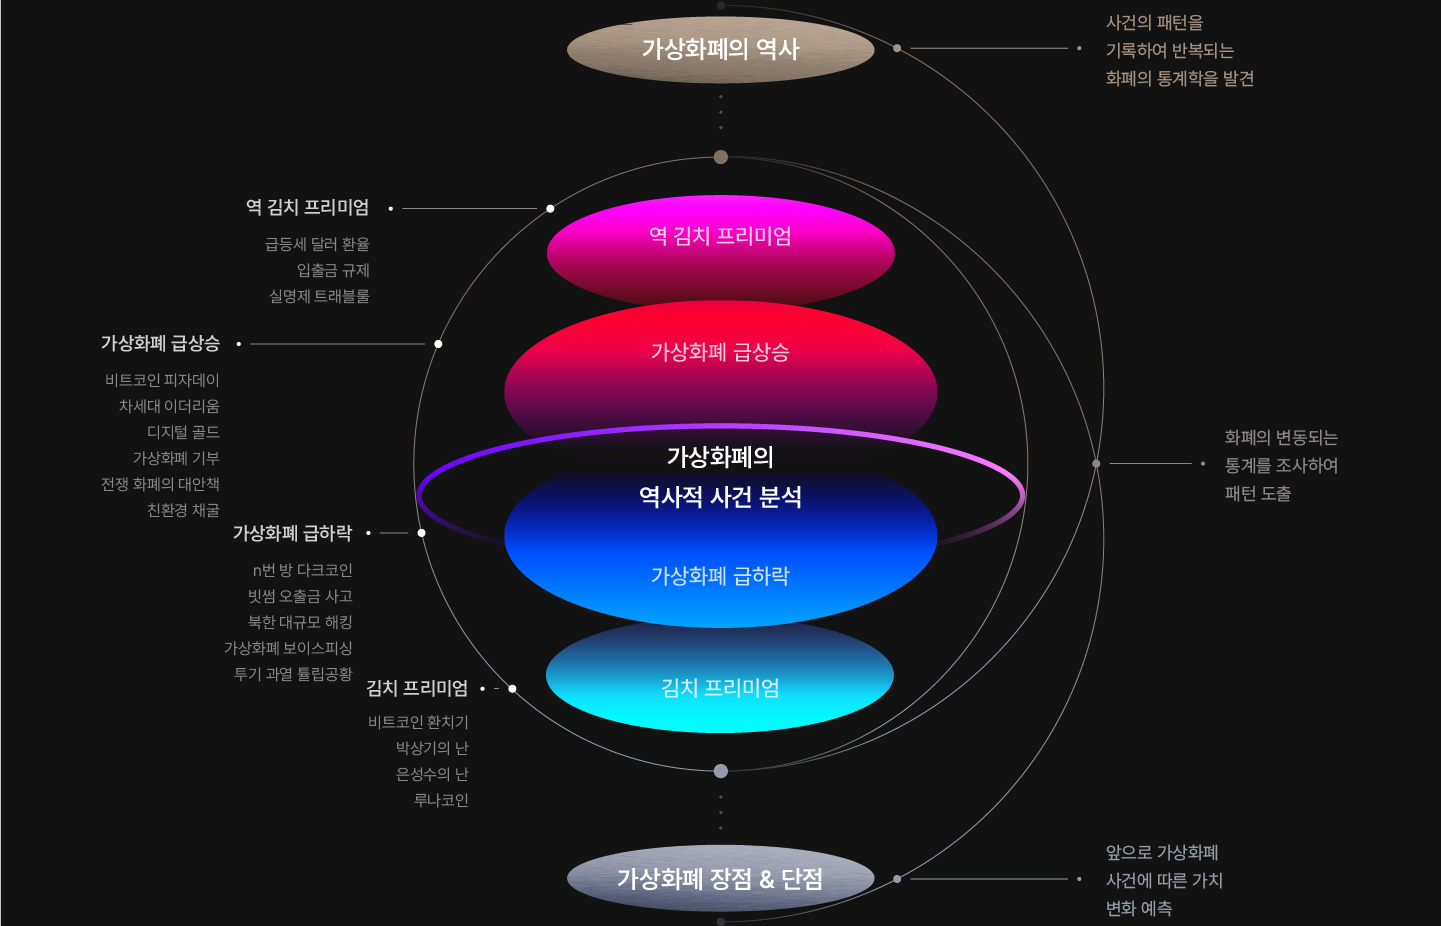 가상화폐의 역사
사건의 패턴을
기록하여 반복되는
화폐의 통계학을 발견
역 김치 프리미엄
급등세 달러 환율
입출금 규제
실명제 트래블룰
역 김치 프리미엄
가상화폐 급상승
비트코인 피자데이
차세대 이더리움
디지털 골드
가상화폐 기부
전쟁 화폐의 대안책
친환경 채굴
가상화폐 급상승
가상화폐의
역사적 사건 분석
화폐의 변동되는
통계를 조사하여
패턴 도출
가상화폐 급하락
n번 방 다크코인
빗썸 오출금 사고
북한 대규모 해킹
가상화폐 보이스피싱
투기 과열 튤립공황
가상화폐 급하락
김치 프리미엄
비트코인 환치기
박상기의 난
은성수의 난
루나코인
김치 프리미엄
가상화폐 장점 & 단점
앞으로 가상화폐
사건에 따른 가치
변화 예측